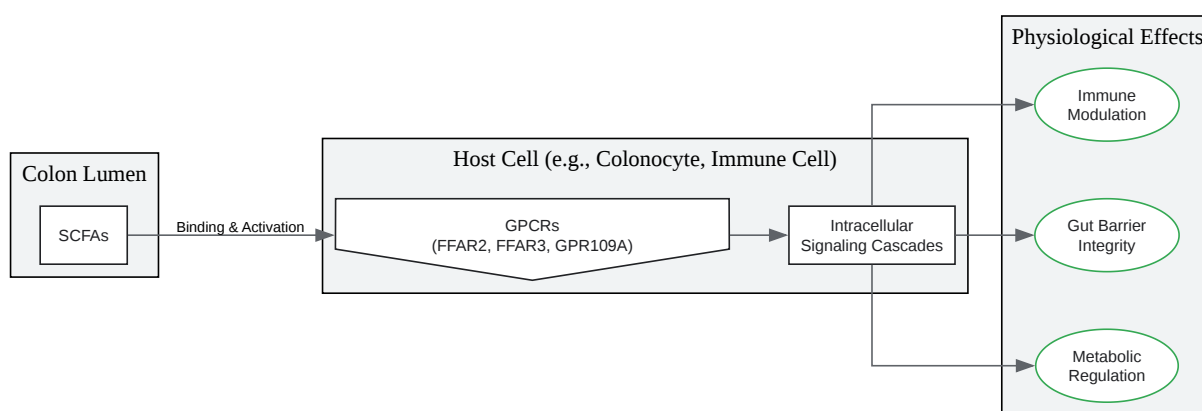 Colon Lumen
SCFAs
Binding & Activation
Host Cell (e.g., Colonocyte, Immune Cell)
GPCRs
(FFAR2, FFAR3, GPR109A)
Intracellular
Signaling Cascades
Physiological Effects
Immune
Modulation
Gut Barrier
Integrity
Metabolic
Regulation